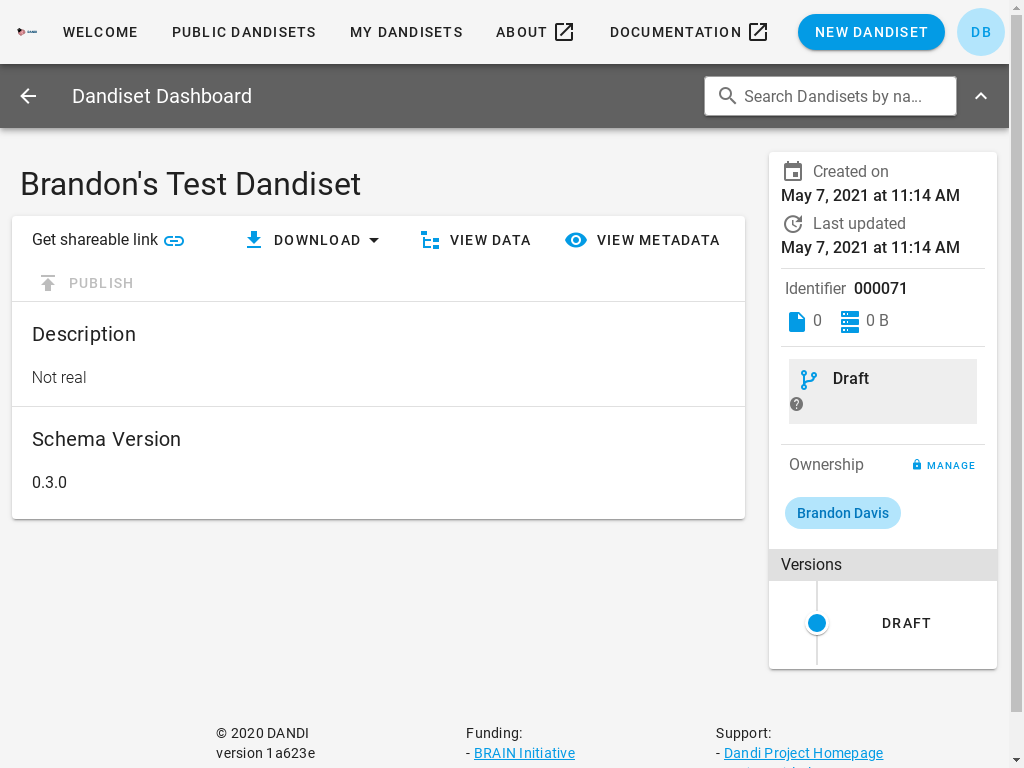 WELCOME PUBLIC DANDISETS MY DANDISETS ABOUT DOCUMENTATION NEW DANDISET DB
Dandiset Dashboard Search Dandisets by na...
Brandon's Test Dandiset
Get shareable link DOWNLOAD VIEW DATA VIEW METADATA
PUBLISH
Description
Not real
Schema Version
0.3.0
Created on
May 7, 2021 at 11:14 AM
Last updated
May 7, 2021 at 11:14 AM
Identifier 000071
0 0 B
Draft
Ownership MANAGE
Brandon Davis
Versions
DRAFT
© 2020 DANDI
version 1a623e
Funding:
- BRAIN Initiative
Support:
- Dandi Project Homepage